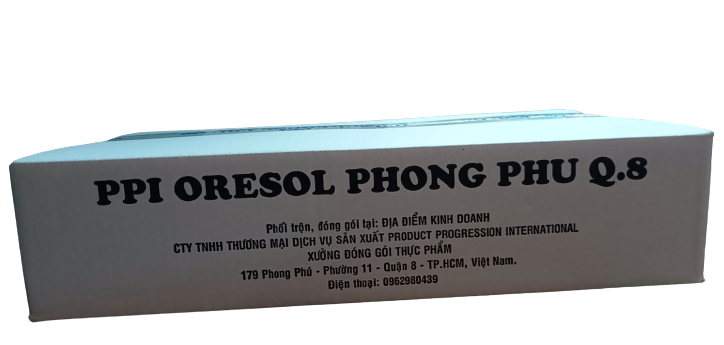 PPI ORESOL PHONG PHU Q.8
Phối trộn, đóng gói tại: ĐỊA ĐIỂM KINH DOANH
CTY TNHH THƯƠNG MẠI DỊCH VỤ SẢN XUẤT PRODUCT PROGRESSION INTERNATIONAL
XƯỞNG ĐÓNG GÓI THỰC PHẨM
179 Phong Phú - Phường 11 - Quận 8 - TP.HCM, Việt Nam.
Điện thoại: 0962980439